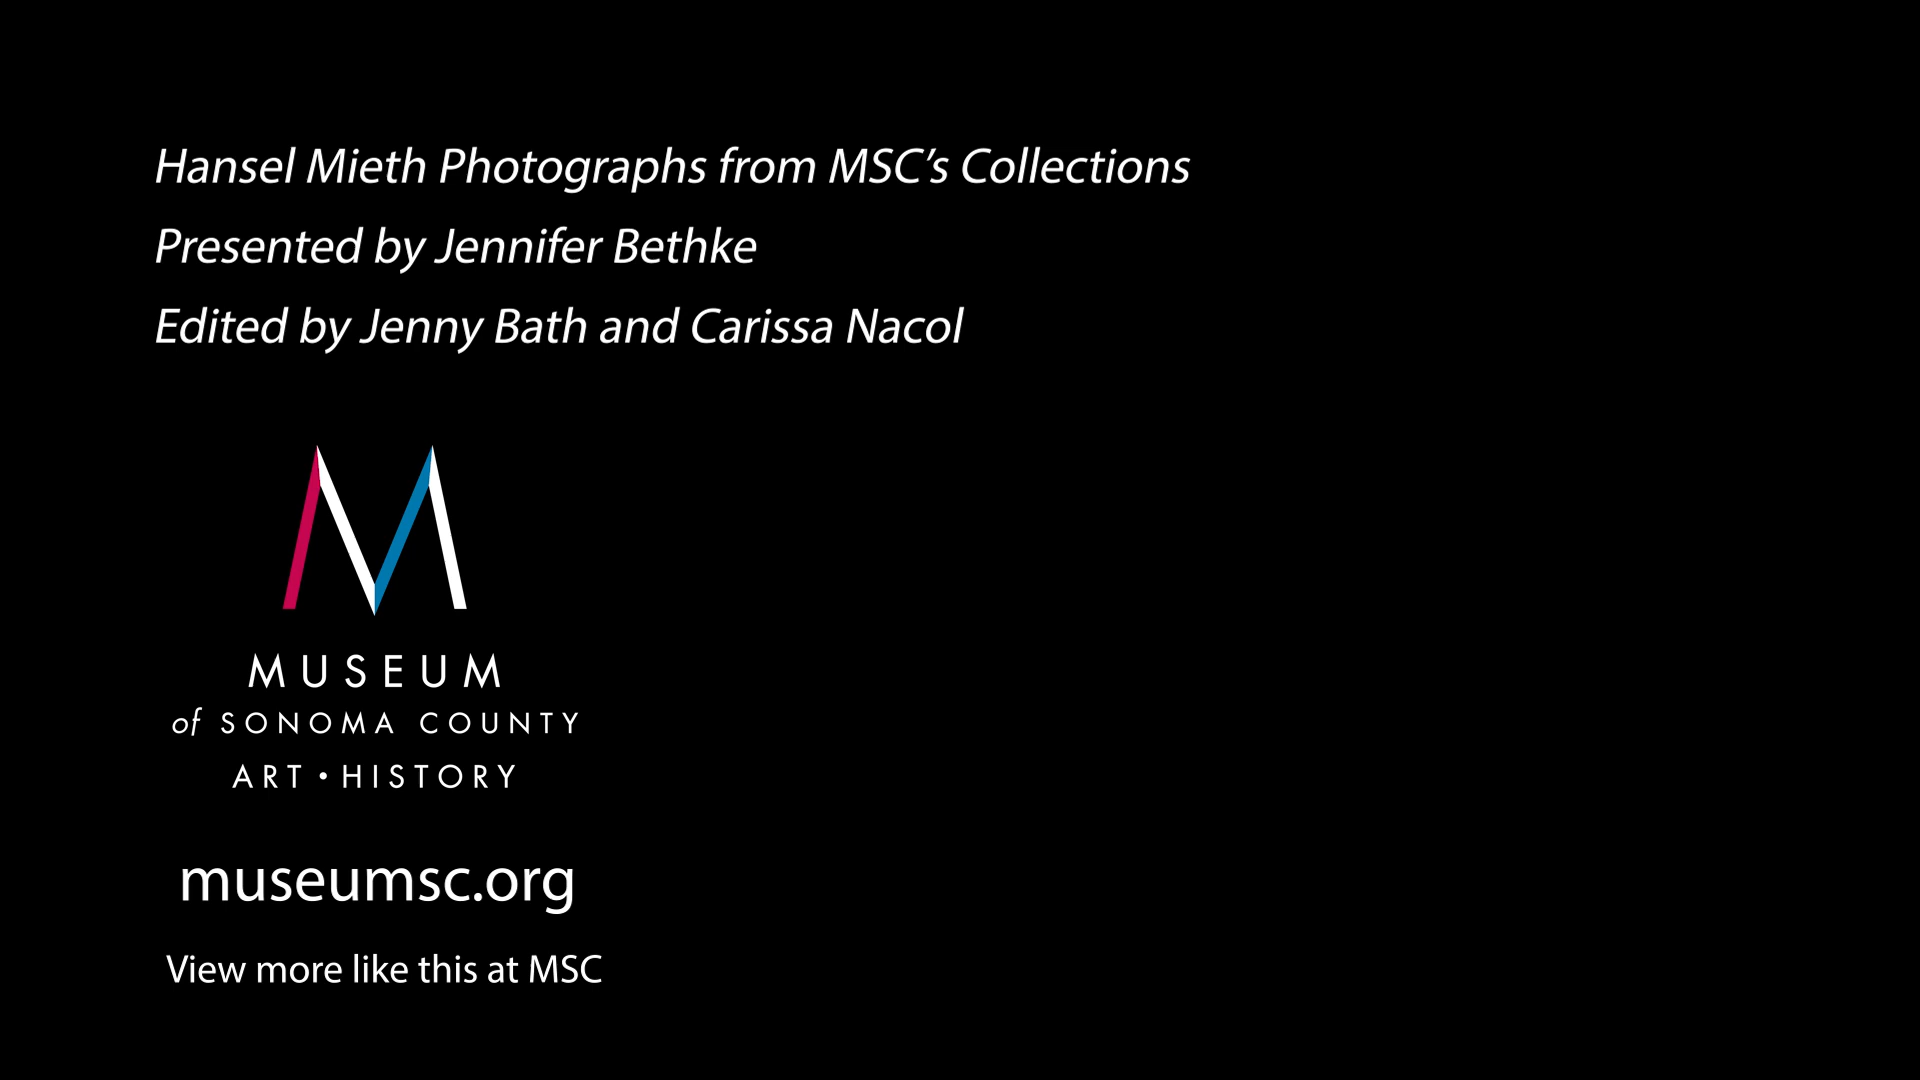 Hansel Mieth Photographs from MSC’s Collections
Presented by Jennifer Bethke
Edited by Jenny Bath and Carissa Nacol
MUSEUM
of SONOMA COUNTY
ART • HISTORY
museumsc.org
View more like this at MSC